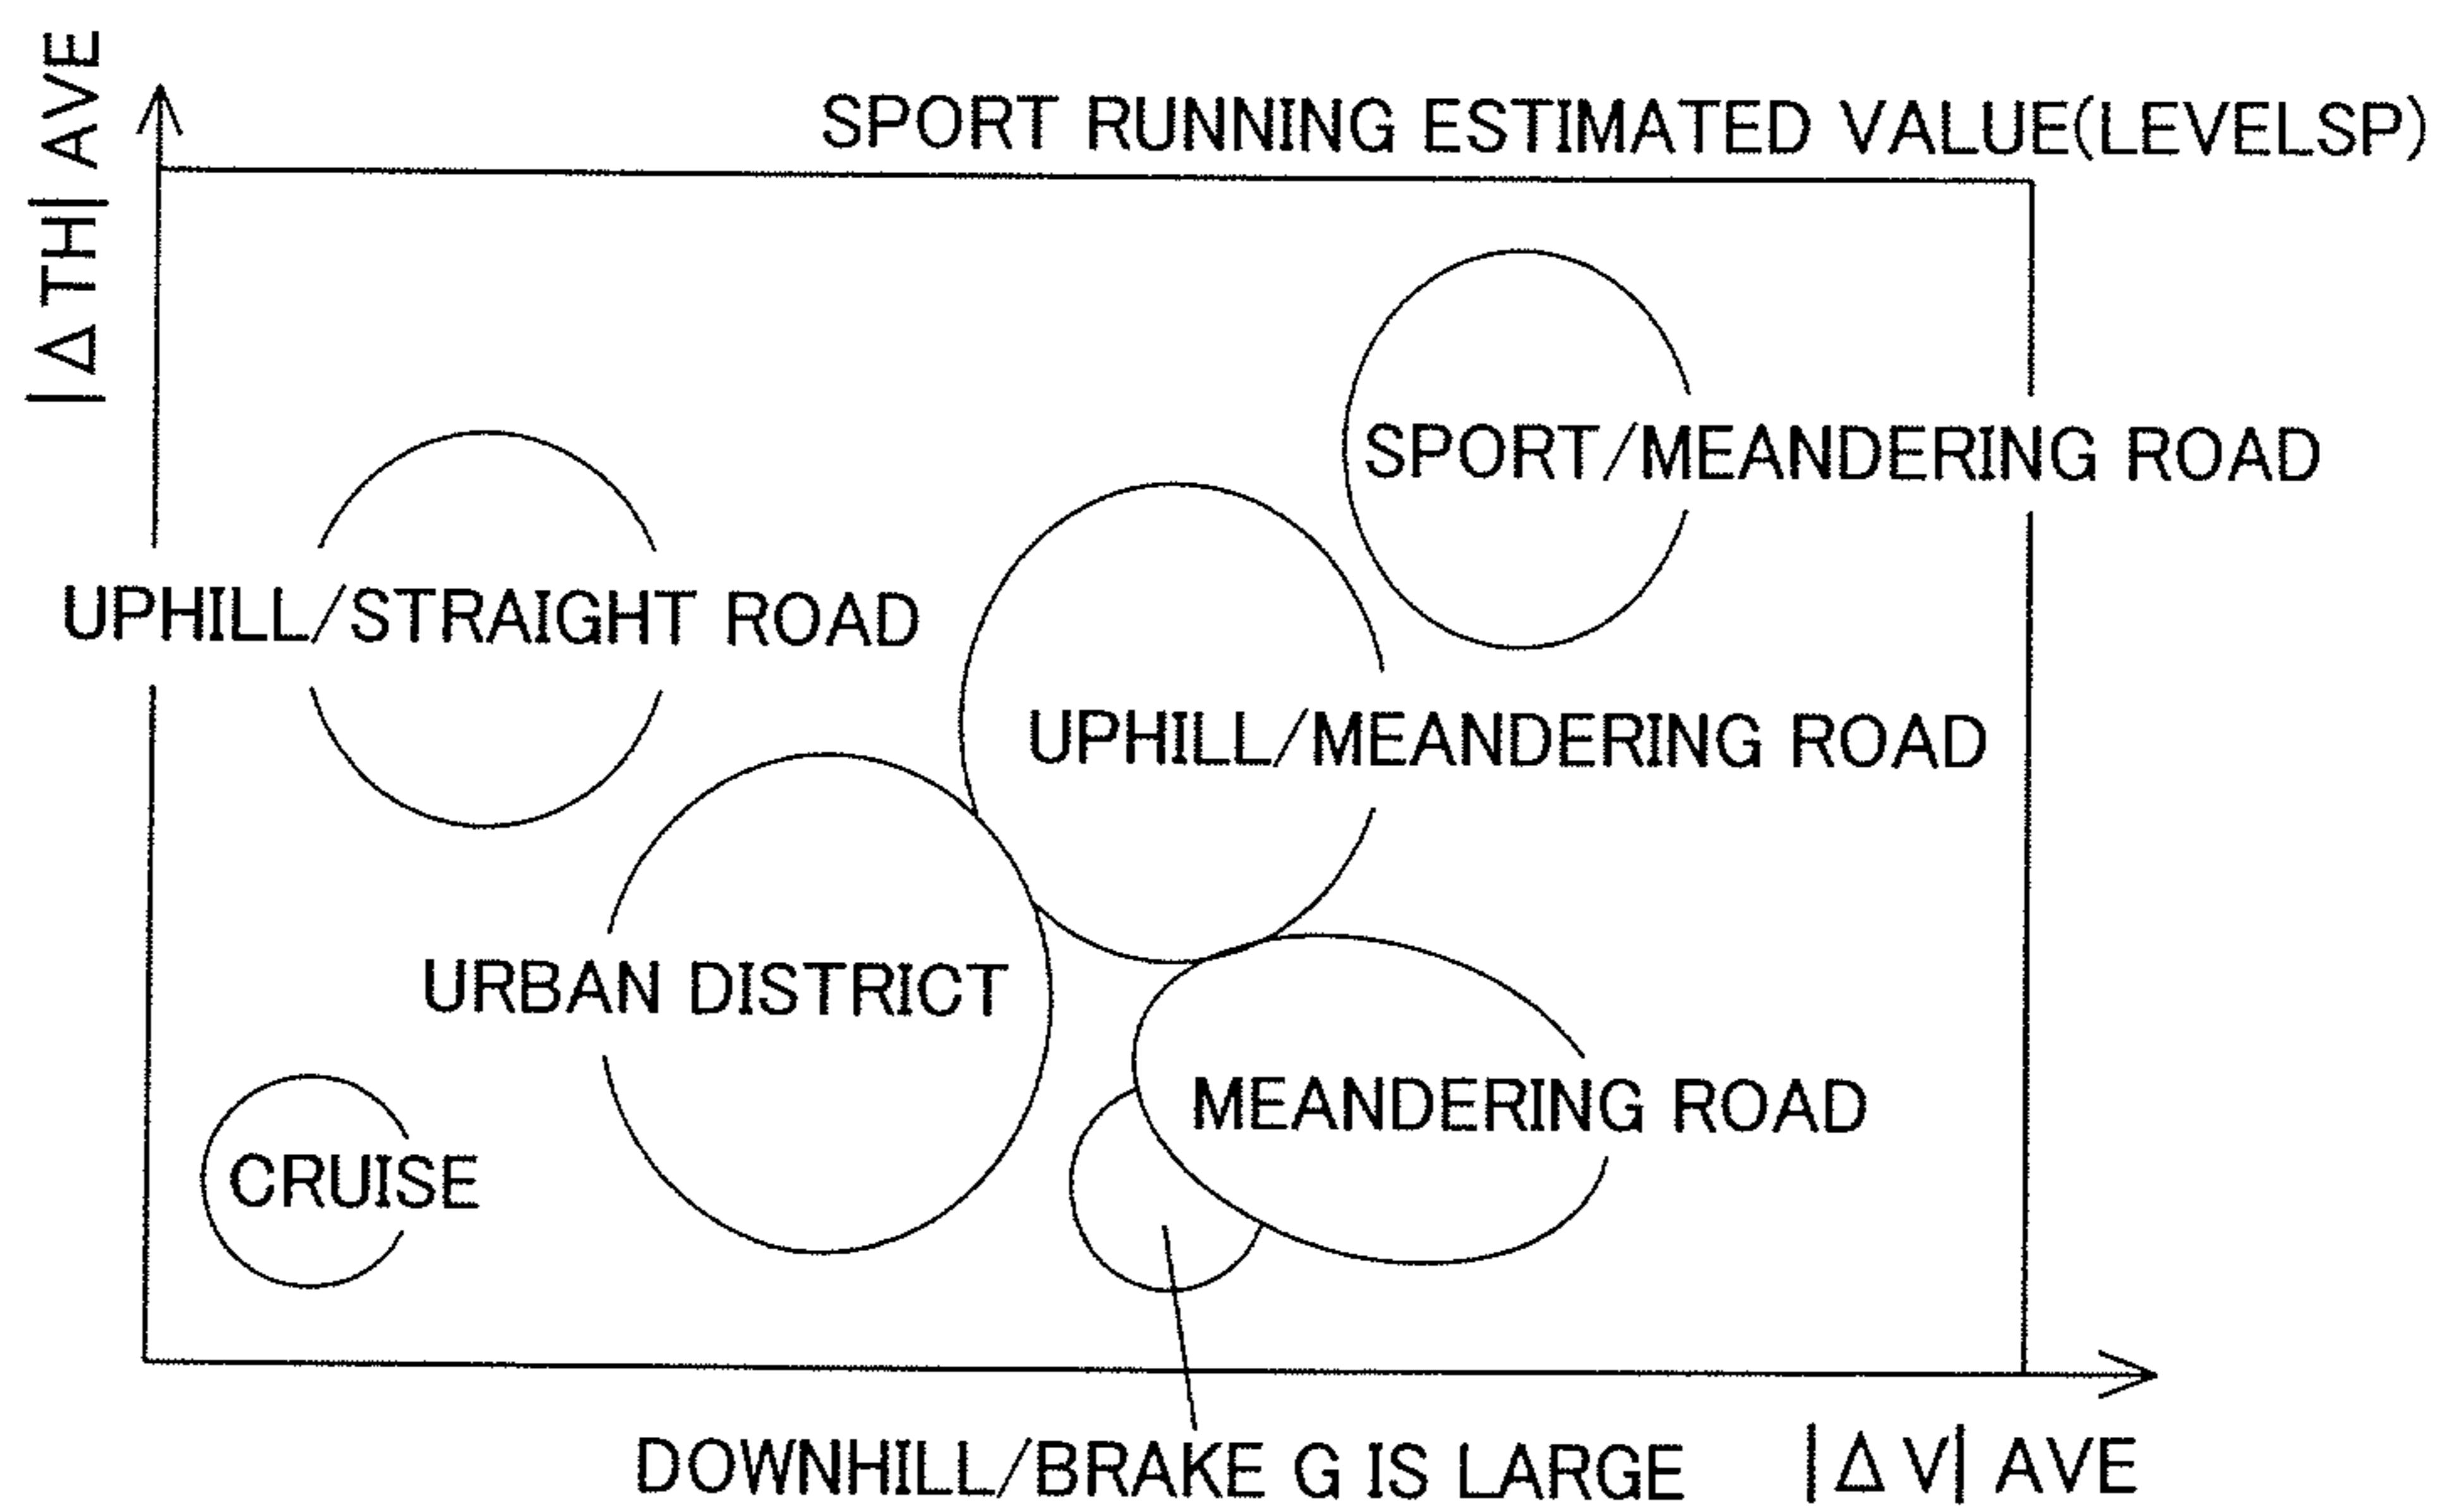 |ΔTH| AVE
SPORT RUNNING ESTIMATED VALUE(LEVELSP)
SPORT/MEANDERING ROAD
UPHILL/STRAIGHT ROAD
UPHILL/MEANDERING ROAD
URBAN DISTRICT
MEANDERING ROAD
CRUISE
DOWNHILL/BRAKE G IS LARGE
|ΔV| AVE